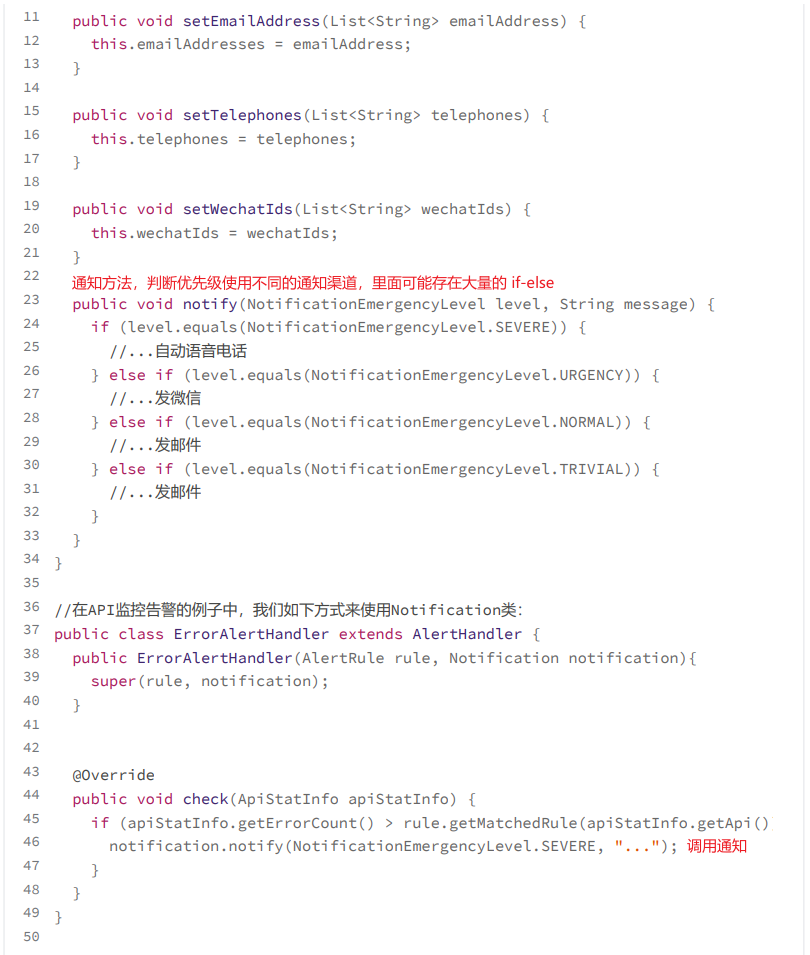 11 public void setEmailAddress(List<String> emailAddress) {
12 this.emailAddresses = emailAddress;
13 }
14
15 public void setTelephones(List<String> telephones) {
16 this.telephones = telephones;
17 }
18
19 public void setWechatIds(List<String> wechatIds) {
20 this.wechatIds = wechatIds;
21 }
22 通知方法，判断优先级使用不同的通知渠道，里面可能存在大量的 if-else
23 public void notify(NotificationEmergencyLevel level, String message) {
24 if (level.equals(NotificationEmergencyLevel.SEVERE)) {
25 //...自动语音电话
26 } else if (level.equals(NotificationEmergencyLevel.URGENCY)) {
27 //...发微信
28 } else if (level.equals(NotificationEmergencyLevel.NORMAL)) {
29 //...发邮件
30 } else if (level.equals(NotificationEmergencyLevel.TRIVIAL)) {
31 //...发邮件
32 }
33 }
34 }
35
36 //在API监控告警的例子中，我们如下方式来使用Notification类：
37 public class ErrorAlertHandler extends AlertHandler {
38 public ErrorAlertHandler(AlertRule rule, Notification notification){
39 super(rule, notification);
40 }
41
42
43 @Override
44 public void check(ApiStatInfo apiStatInfo) {
45 if (apiStatInfo.getErrorCount() > rule.getMatchedRule(apiStatInfo.getApi()
46 notification.notify(NotificationEmergencyLevel.SEVERE, "..."); 调用通知
47 }
48 }
49 }
50